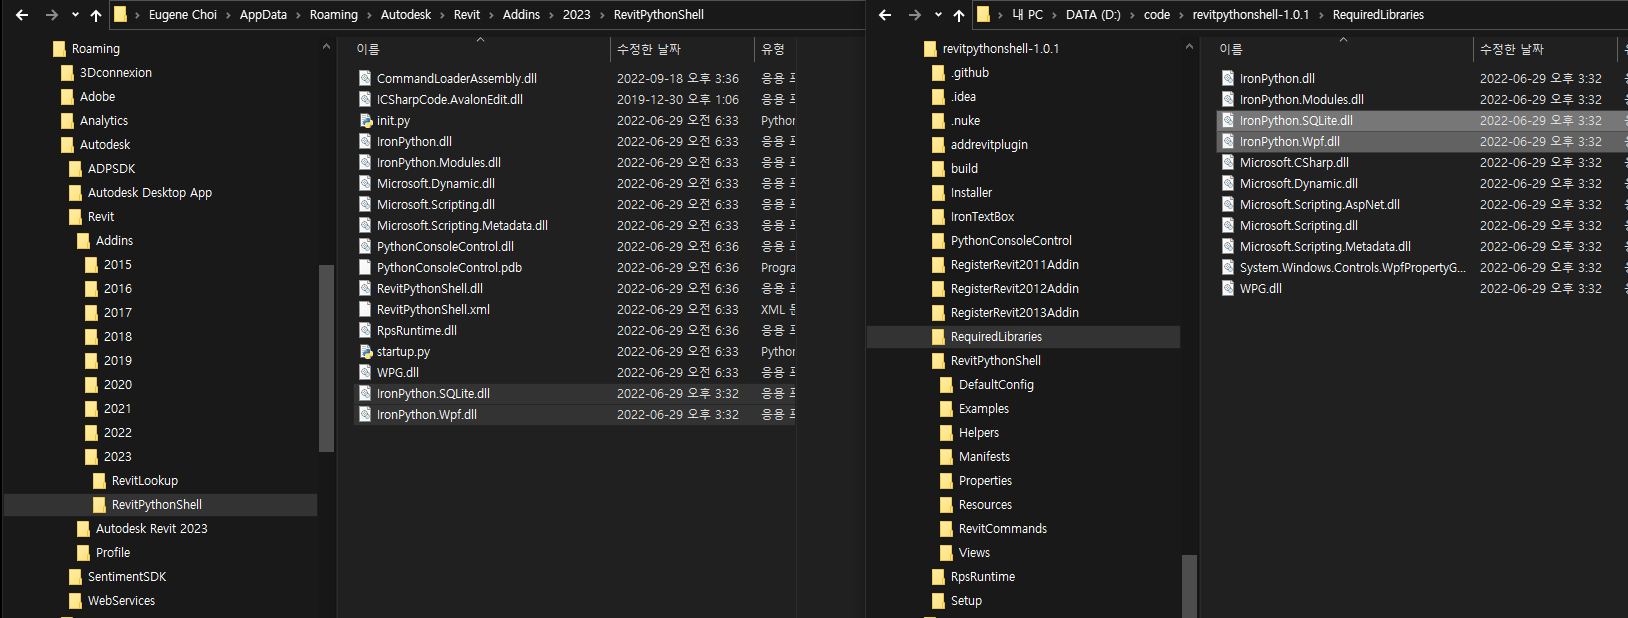 Eugene Choi › AppData › Roaming › Autodesk › Revit › Addins › 2023 › RevitPythonShell
Roaming
3Dconnexion
Adobe
Analytics
Autodesk
ADPSDK
Autodesk Desktop App
Revit
Addins
2015
2016
2017
2018
2019
2020
2021
2022
2023
RevitLookup
RevitPythonShell
Autodesk Revit 2023
Profile
SentimentSDK
WebServices
이름 수정한 날짜 유형
CommandLoaderAssembly.dll 2022-09-18 오후 3:36 응용
ICSharpCode.AvalonEdit.dll 2019-12-30 오후 1:06 응용
init.py 2022-06-29 오전 6:33 Python
IronPython.dll 2022-06-29 오전 6:33 응용
IronPython.Modules.dll 2022-06-29 오전 6:33 응용
Microsoft.Dynamic.dll 2022-06-29 오전 6:33 응용
Microsoft.Scripting.dll 2022-06-29 오전 6:33 응용
Microsoft.Scripting.Metadata.dll 2022-06-29 오전 6:33 응용
PythonConsoleControl.dll 2022-06-29 오전 6:36 응용
PythonConsoleControl.pdb 2022-06-29 오전 6:36 Progra
RevitPythonShell.dll 2022-06-29 오전 6:36 응용
RevitPythonShell.xml 2022-06-29 오전 6:33 XML 문
RpsRuntime.dll 2022-06-29 오전 6:36 응용
startup.py 2022-06-29 오전 6:33 Python
WPG.dll 2022-06-29 오전 6:33 응용
IronPython.SQLite.dll 2022-06-29 오후 3:32 응용
IronPython.Wpf.dll 2022-06-29 오후 3:32 응용
내 PC › DATA (D:) › code › revitpythonshell-1.0.1 › RequiredLibraries
revitpythonshell-1.0.1
.github
.idea
.nuke
addrevitplugin
build
Installer
IronTextBox
PythonConsoleControl
RegisterRevit2011Addin
RegisterRevit2012Addin
RegisterRevit2013Addin
RequiredLibraries
RevitPythonShell
DefaultConfig
Examples
Helpers
Manifests
Properties
Resources
RevitCommands
Views
RpsRuntime
Setup
이름 수정한 날짜
IronPython.dll 2022-06-29 오후 3:32
IronPython.Modules.dll 2022-06-29 오후 3:32
IronPython.SQLite.dll 2022-06-29 오후 3:32
IronPython.Wpf.dll 2022-06-29 오후 3:32
Microsoft.CSharp.dll 2022-06-29 오후 3:32
Microsoft.Dynamic.dll 2022-06-29 오후 3:32
Microsoft.Scripting.AspNet.dll 2022-06-29 오후 3:32
Microsoft.Scripting.dll 2022-06-29 오후 3:32
Microsoft.Scripting.Metadata.dll 2022-06-29 오후 3:32
System.Windows.Controls.WpfPropertyG... 2022-06-29 오후 3:32
WPG.dll 2022-06-29 오후 3:32